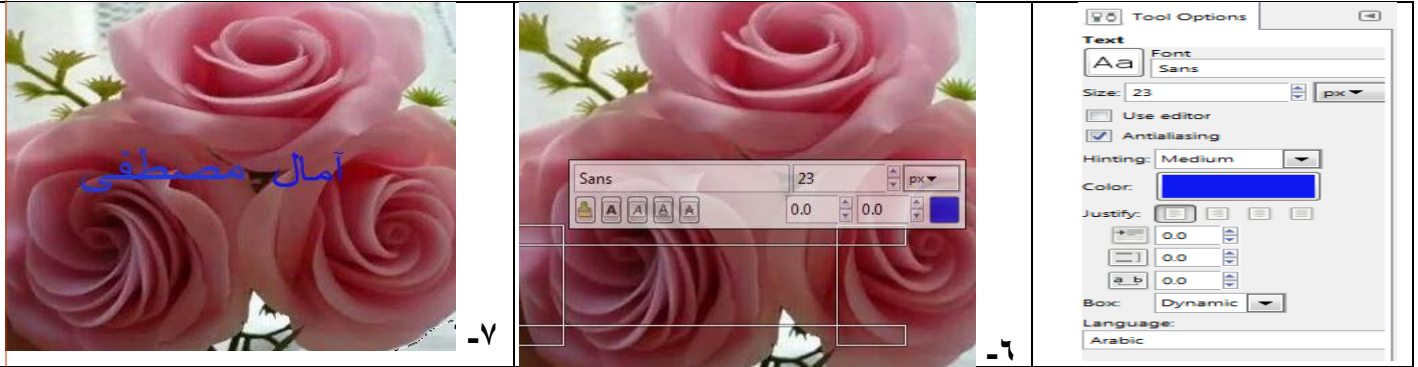 Tool Options
Text
Aa
Font
Sans
Size: 23
px
Use editor
Antialiasing
Hinting: Medium
Color:
Justify:
0.0
0.0
a b 0.0
Box: Dynamic
Language:
Arabic
٦-
Sans 23 px
A A A A 0.0 0.0
٧-
آمال مصطفى